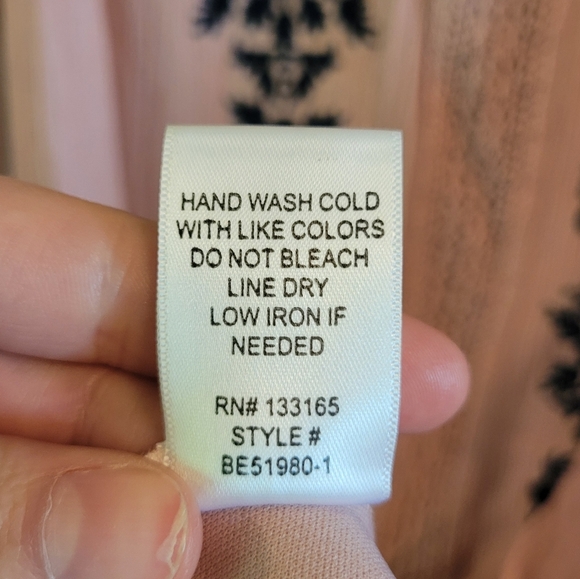 HAND WASH COLD
WITH LIKE COLORS
DO NOT BLEACH
LINE DRY
LOW IRON IF
NEEDED
RN# 133165
STYLE #
BE51980-1